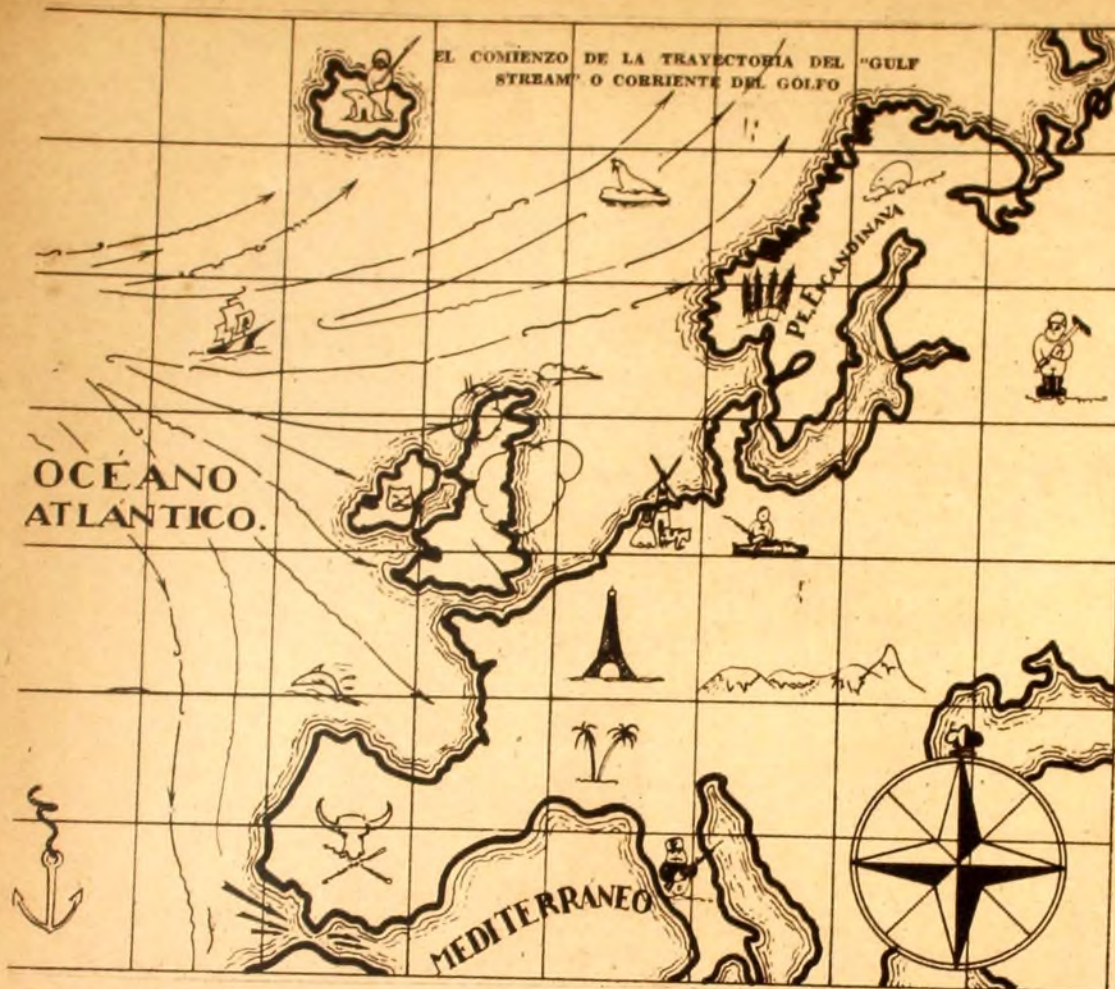 EL COMIENZO DE LA TRAYECTORIA DEL "GULF
STREAM" O CORRIENTE DEL GOLFO
PE. ESCANDINAVA
OCÉANO
ATLÁNTICO.
MEDITERRANEO